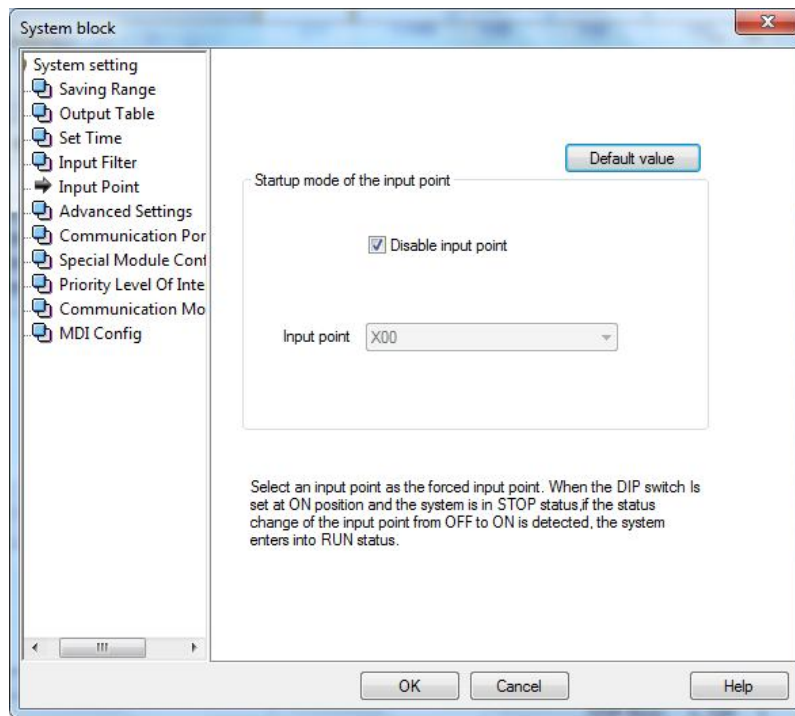 System block
System setting
Saving Range
Output Table
Set Time
Input Filter
Input Point
Advanced Settings
Communication Por
Special Module Conf
Priority Level Of Inte
Communication Mo
MDI Config
Default value
Startup mode of the input point
Disable input point
Input point X00
Select an input point as the forced input point. When the DIP switch Is
set at ON position and the system is in STOP status,if the status
change of the input point from OFF to ON is detected, the system
enters into RUN status.
OK Cancel Help